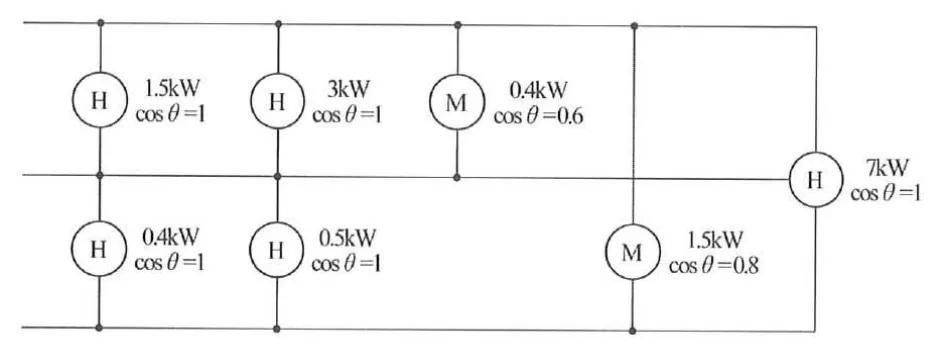 H
1.5kW
cos θ=1
H
3kW
cos θ=1
M
0.4kW
cos θ=0.6
H
7kW
cos θ=1
H
0.4kW
cos θ=1
H
0.5kW
cos θ=1
M
1.5kW
cos θ=0.8